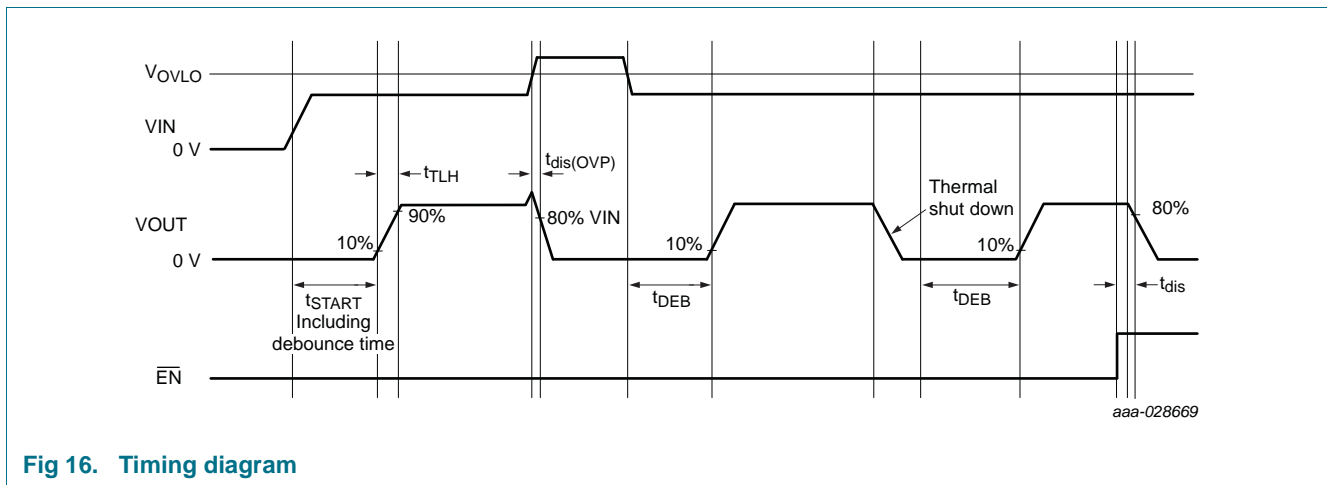 VOVLO
VIN
0 V
tTLH
tdis(OVP)
90%
80% VIN
Thermal
shut down
80%
VOUT
10%
10%
10%
0 V
tSTART
Including
debounce time
tDEB
tDEB
tdis
EN
aaa-028669
Fig 16. Timing diagram